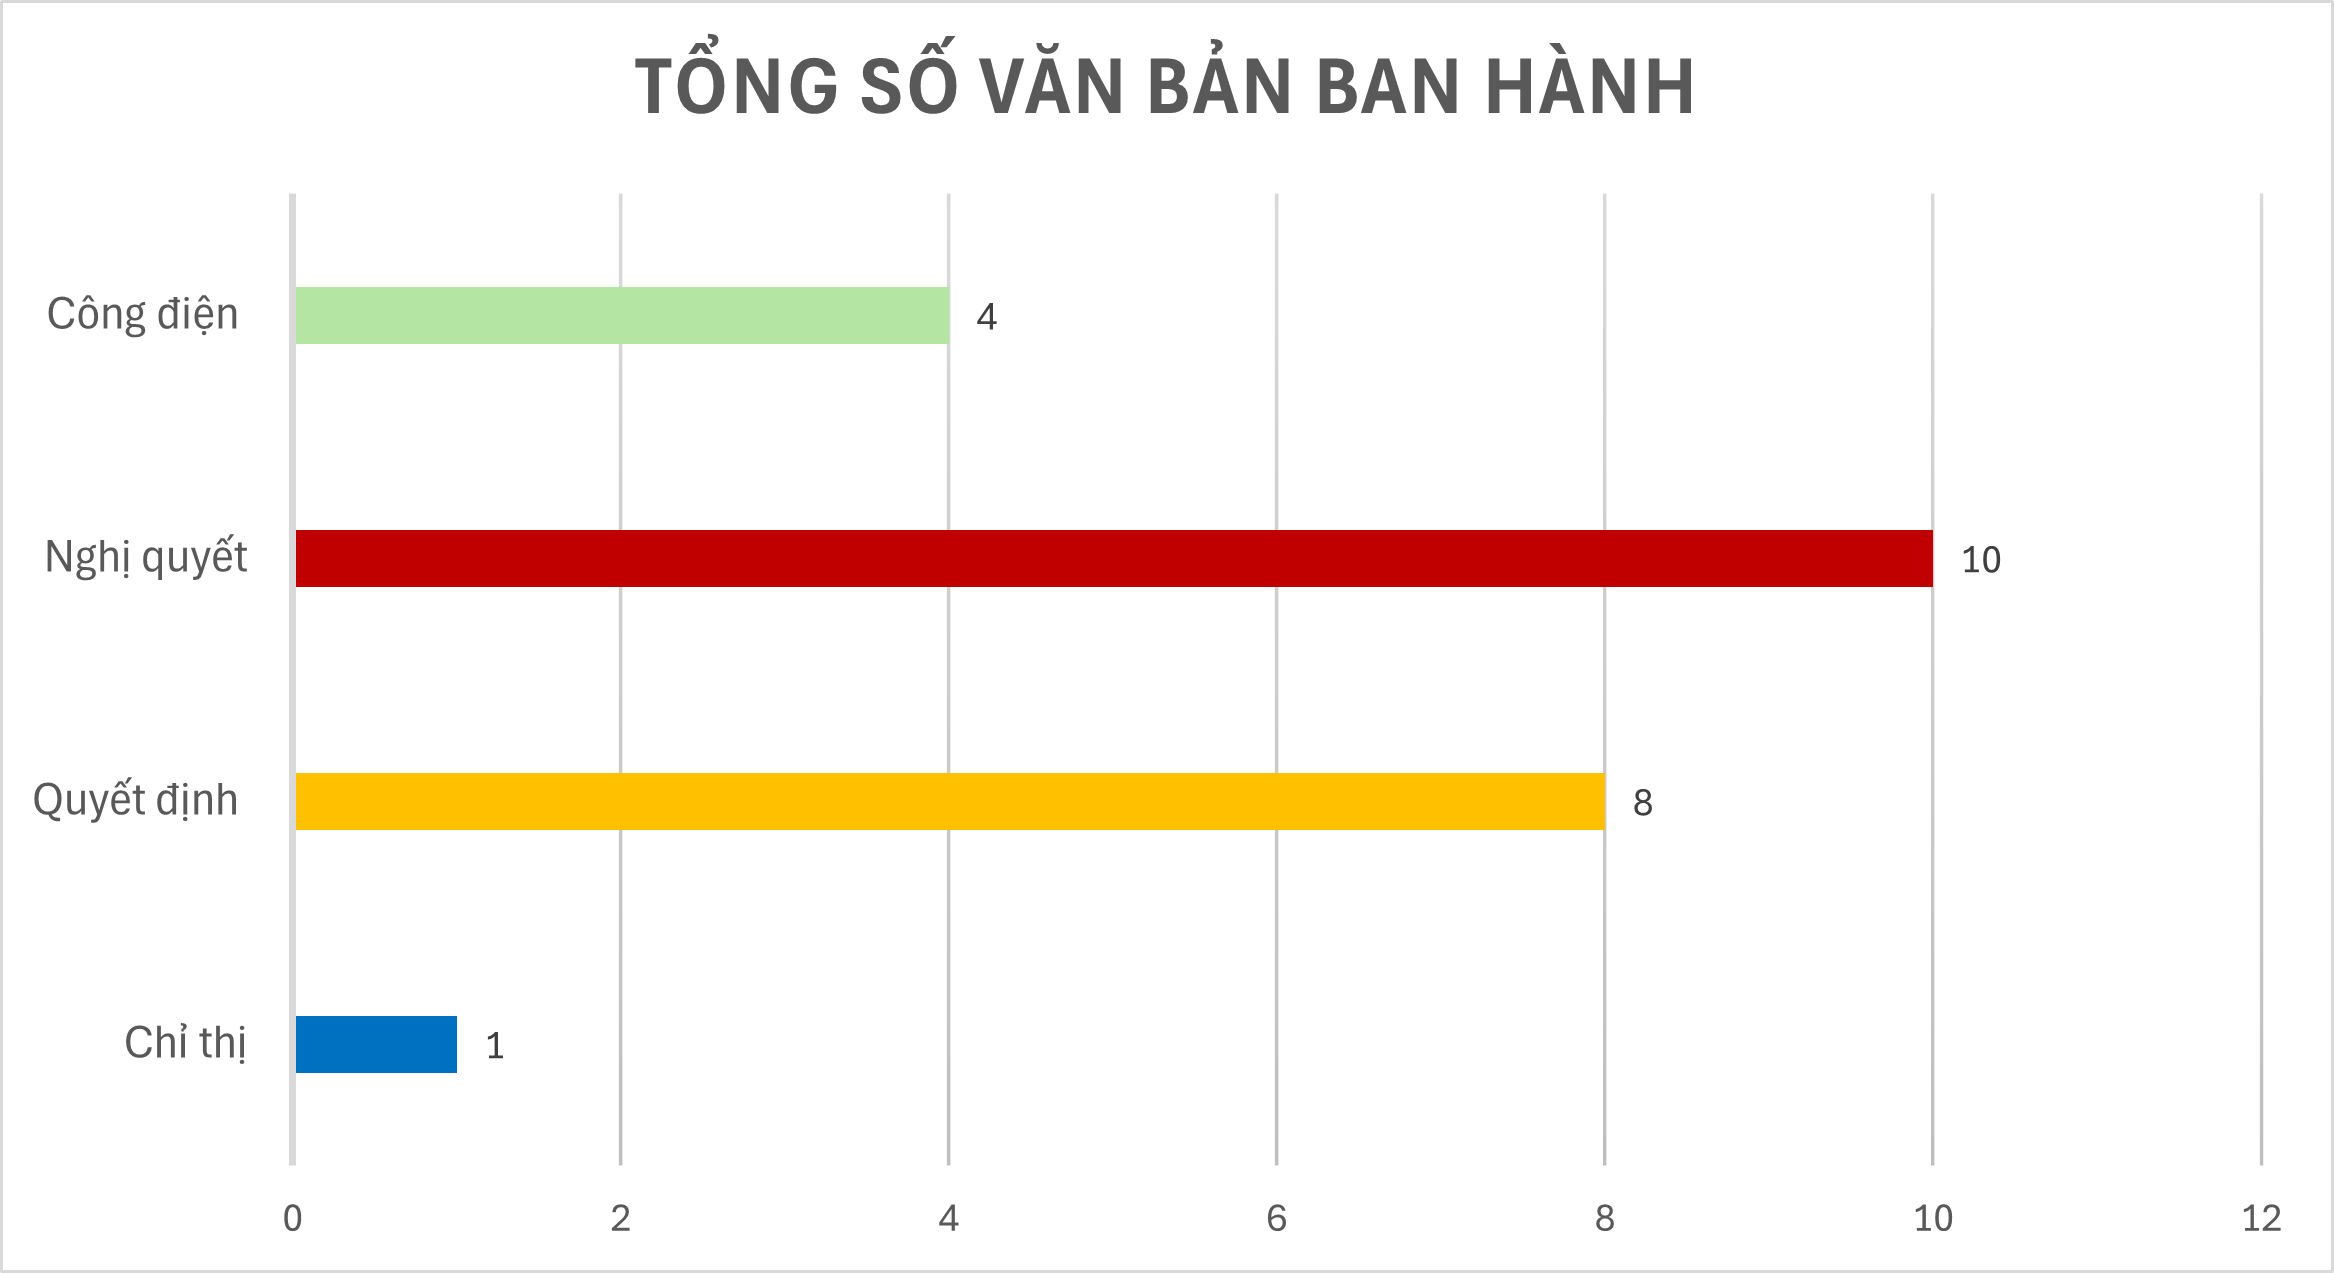 TỔNG SỐ VĂN BẢN BAN HÀNH
Công điện
4
Nghị quyết
10
Quyết định
8
Chỉ thị
1
0 2 4 6 8 10 12